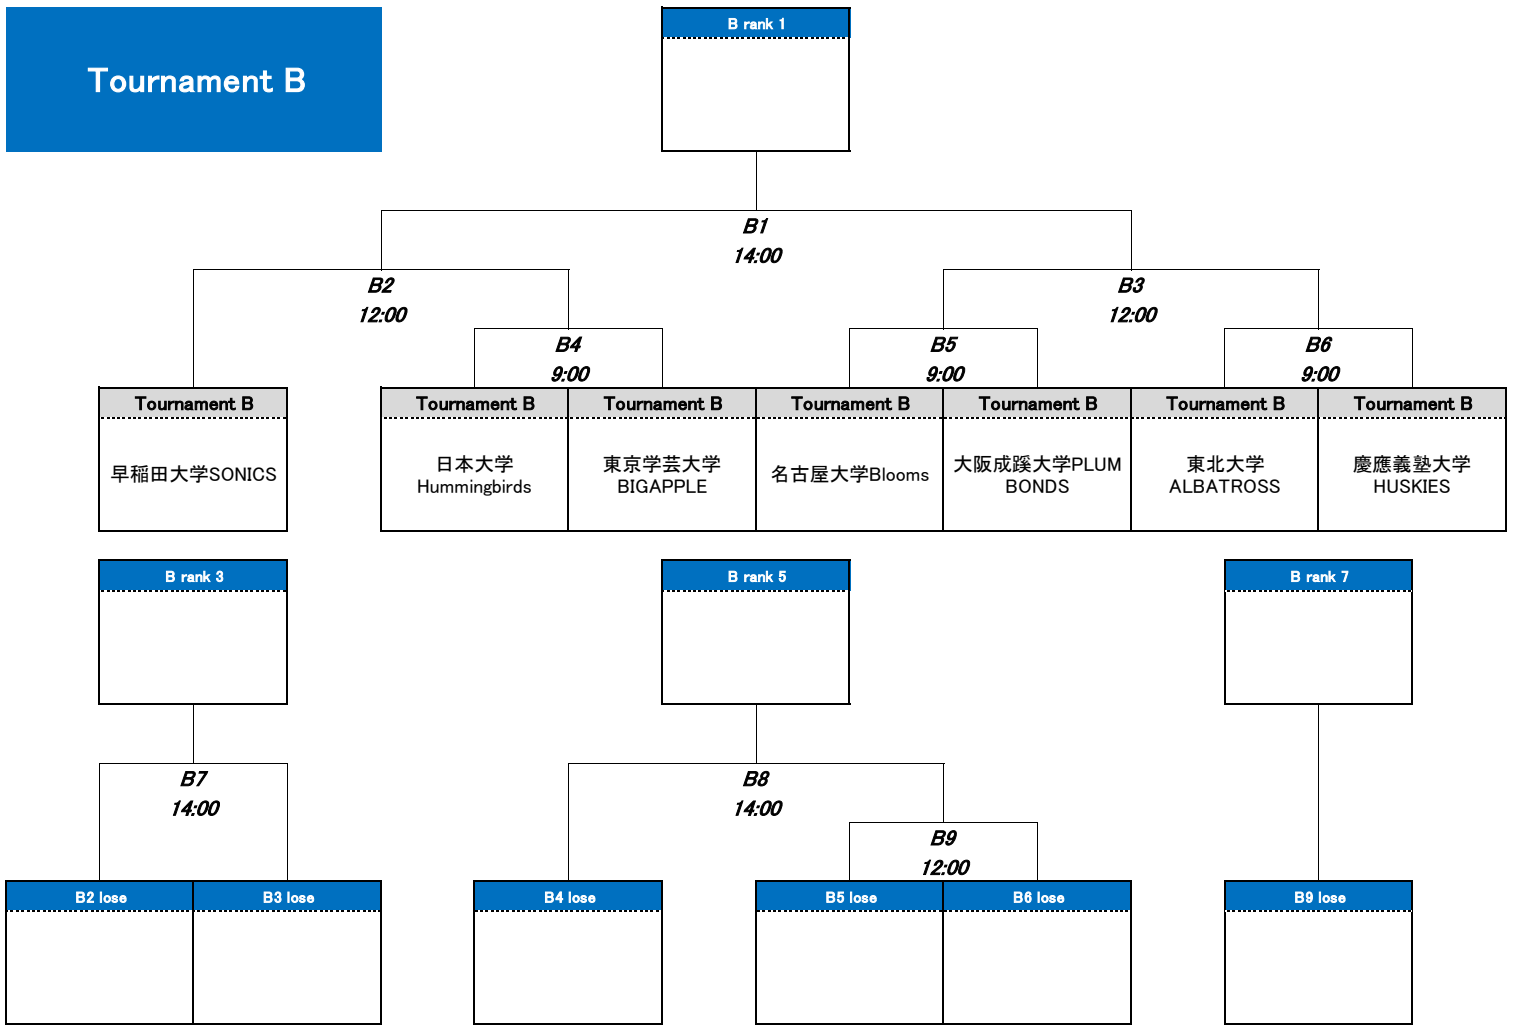 B rank 1
Tournament B
B1
14:00
B2
12:00
B3
12:00
B4
9:00
B5
9:00
B6
9:00
Tournament B
Tournament B
Tournament B
Tournament B
Tournament B
Tournament B
Tournament B
早稲田大学SONICS
日本大学
Hummingbirds
東京学芸大学
BIGAPPLE
名古屋大学Blooms
大阪成蹊大学PLUM
BONDS
東北大学
ALBATROSS
慶應義塾大学
HUSKIES
B rank 3
B rank 5
B rank 7
B7
14:00
B8
14:00
B9
12:00
B2 lose
B3 lose
B4 lose
B5 lose
B6 lose
B9 lose